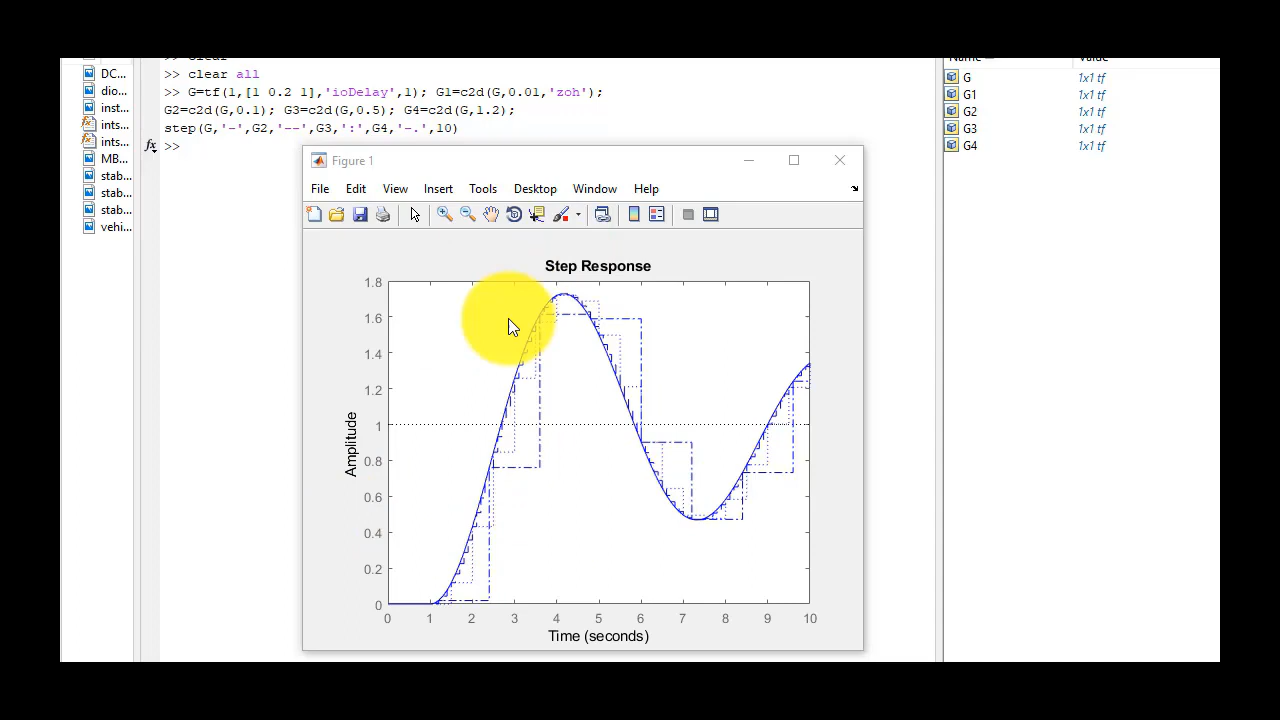 >> clear
>> clear all
>> G=tf(1,[1 0.2 1],'ioDelay',1); G1=c2d(G,0.01,'zoh');
G2=c2d(G,0.1); G3=c2d(G,0.5); G4=c2d(G,1.2);
step(G,'-',G2,'--',G3,':',G4,'-.',10)
fx >>
DC...
dio...
inst...
ints...
ints...
MB...
stab...
stab...
stab...
vehi...
Name Value
G 1x1 tf
G1 1x1 tf
G2 1x1 tf
G3 1x1 tf
G4 1x1 tf
Figure 1
File Edit View Insert Tools Desktop Window Help
Step Response
1.8
1.6
1.4
1.2
1
0.8
0.6
0.4
0.2
0
Amplitude
0 1 2 3 4 5 6 7 8 9 10
Time (seconds)